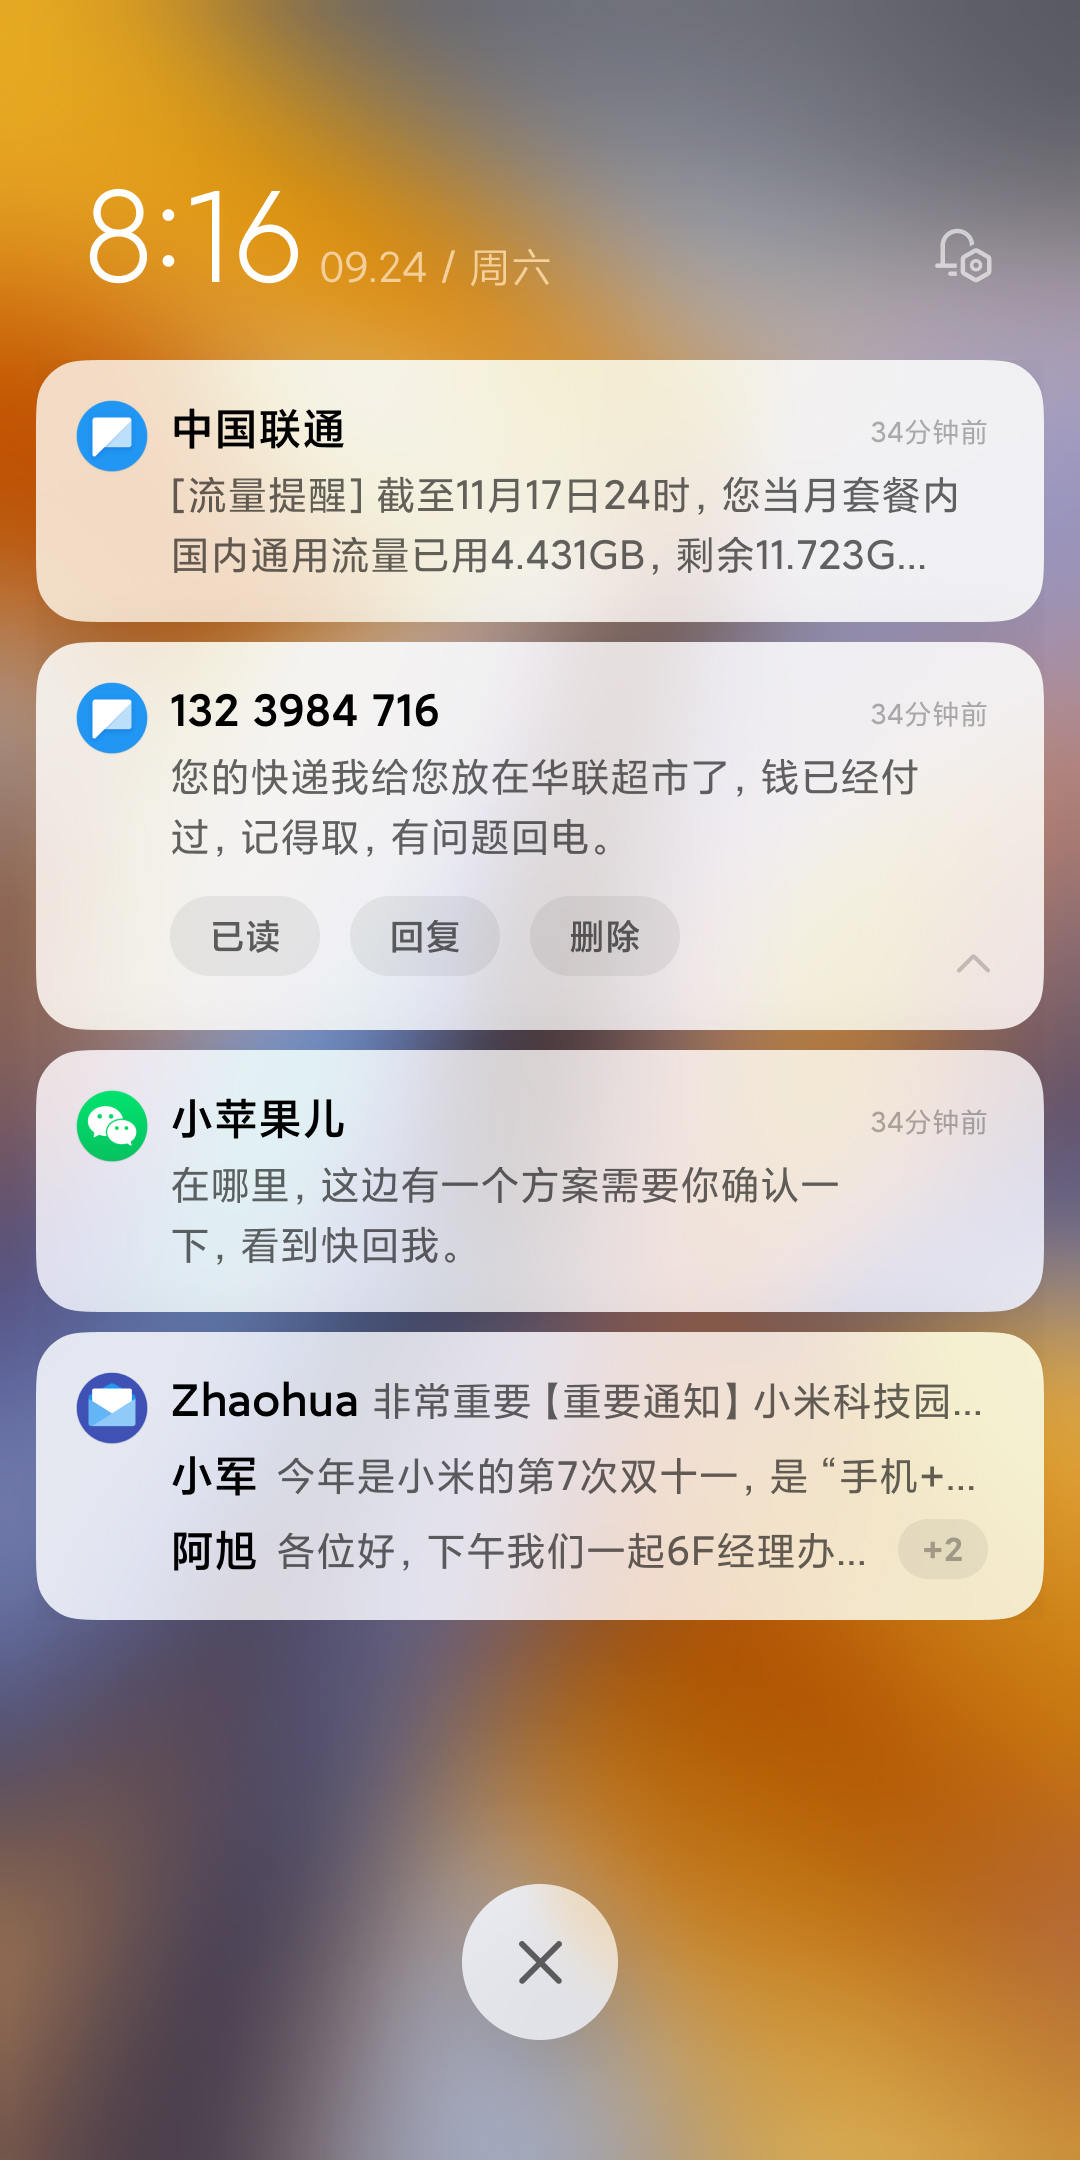 8:16 09.24 / 周六
中国联通 34分钟前
[流量提醒] 截至11月17日24时, 您当月套餐内
国内通用流量已用4.431GB, 剩余11.723G...
132 3984 716 34分钟前
您的快递我给您放在华联超市了, 钱已经付
过, 记得取, 有问题回电。
已读 回复 删除
小苹果儿 34分钟前
在哪里, 这边有一个方案需要你确认一
下, 看到快回我。
Zhaohua 非常重要【重要通知】小米科技园...
小军 今年是小米的第7次双十一, 是 “手机+...
阿旭 各位好, 下午我们一起6F经理办... +2